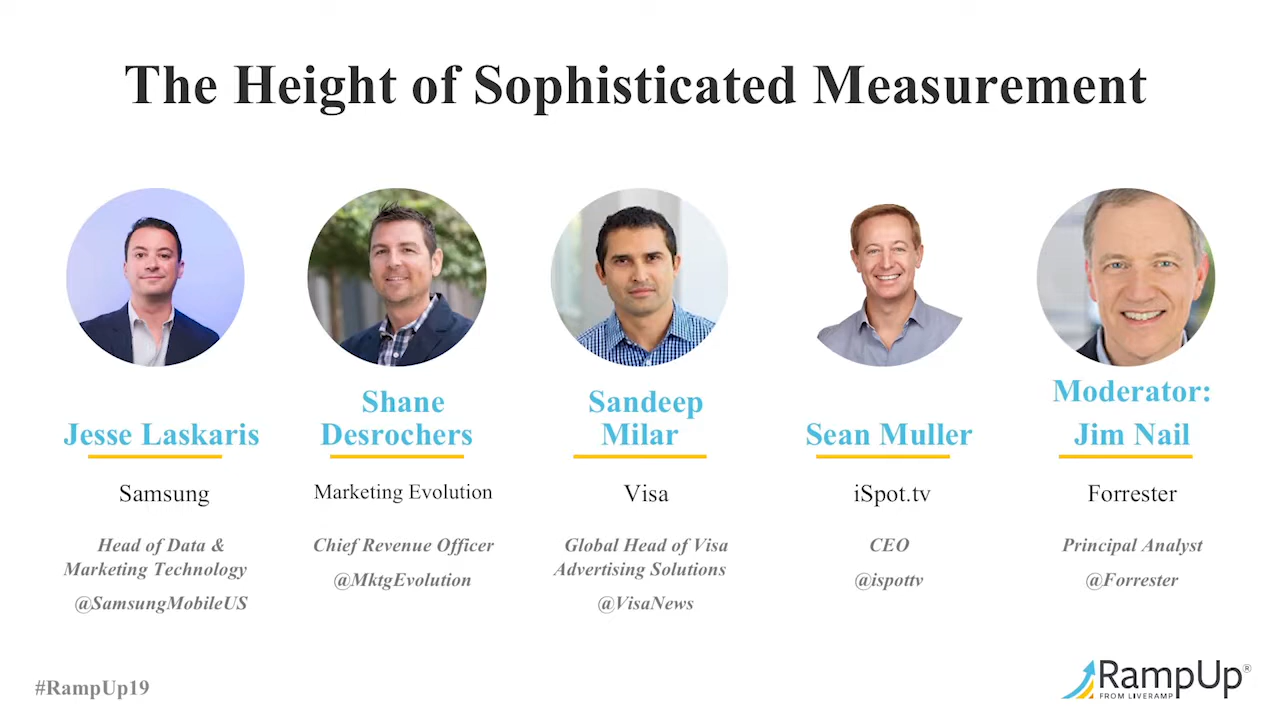 The Height of Sophisticated Measurement
Jesse Laskaris
Samsung
Head of Data &
Marketing Technology
@SamsungMobileUS
Shane
Desrochers
Marketing Evolution
Chief Revenue Officer
@MktgEvolution
Sandeep
Milar
Visa
Global Head of Visa
Advertising Solutions
@VisaNews
Sean Muller
iSpot.tv
CEO
@ispottv
Moderator:
Jim Nail
Forrester
Principal Analyst
@Forrester
#RampUp19
RampUp®
FROM LIVERAMP